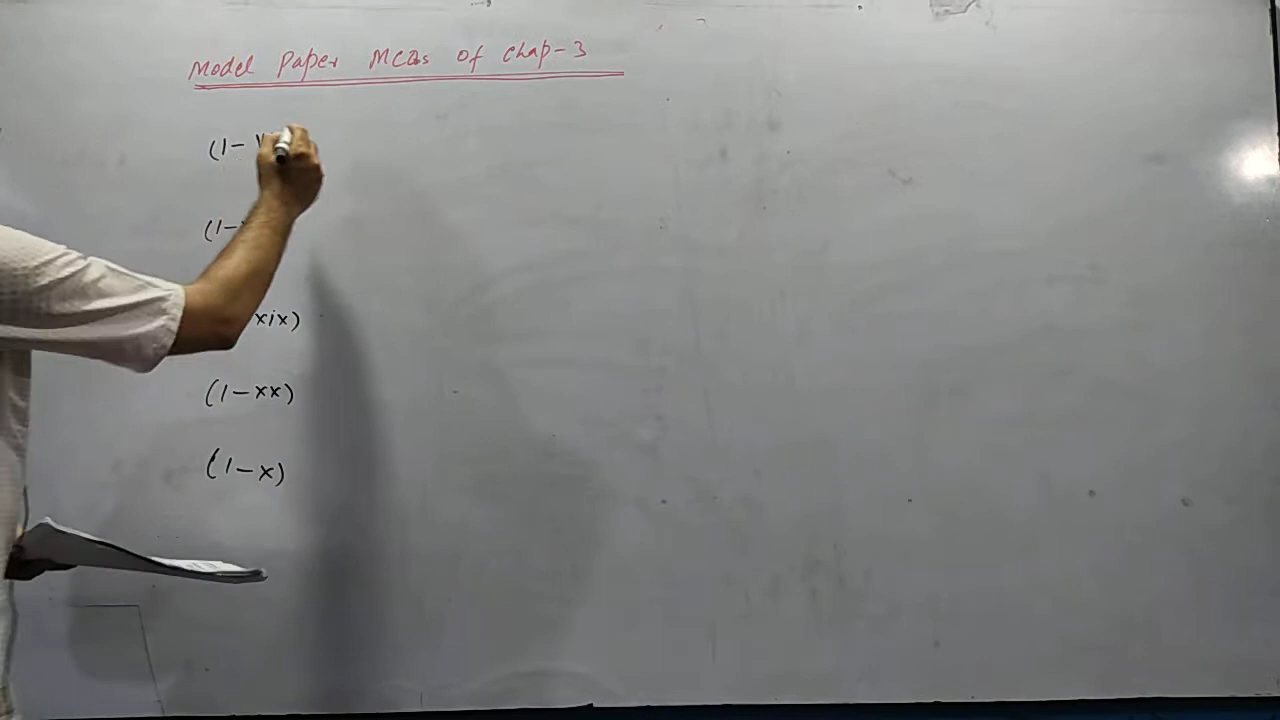 Model Paper MCQs of Chap-3
(1-
(1-
xix)
(1-xx)
(1-x)